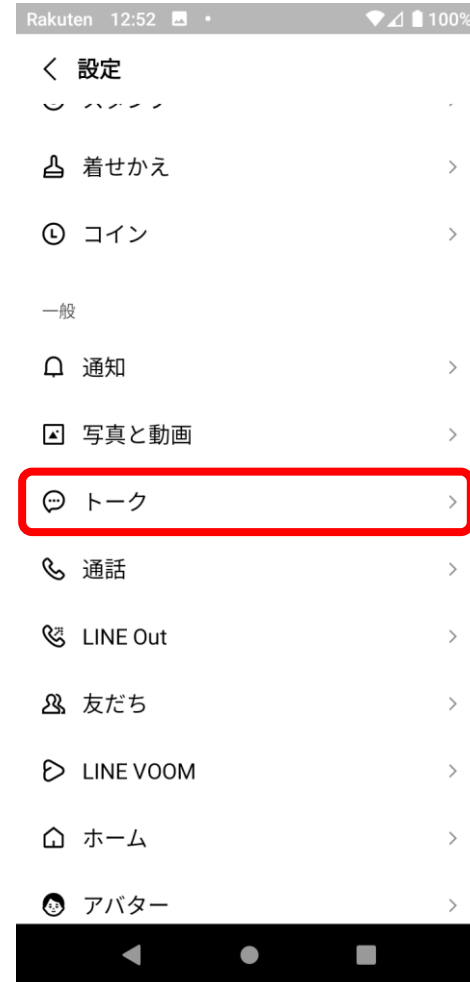 Rakuten 12:52 100%
設定
着せかえ
コイン
一般
通知
写真と動画
トーク
通話
LINE Out
友だち
LINE VOOM
ホーム
アバター